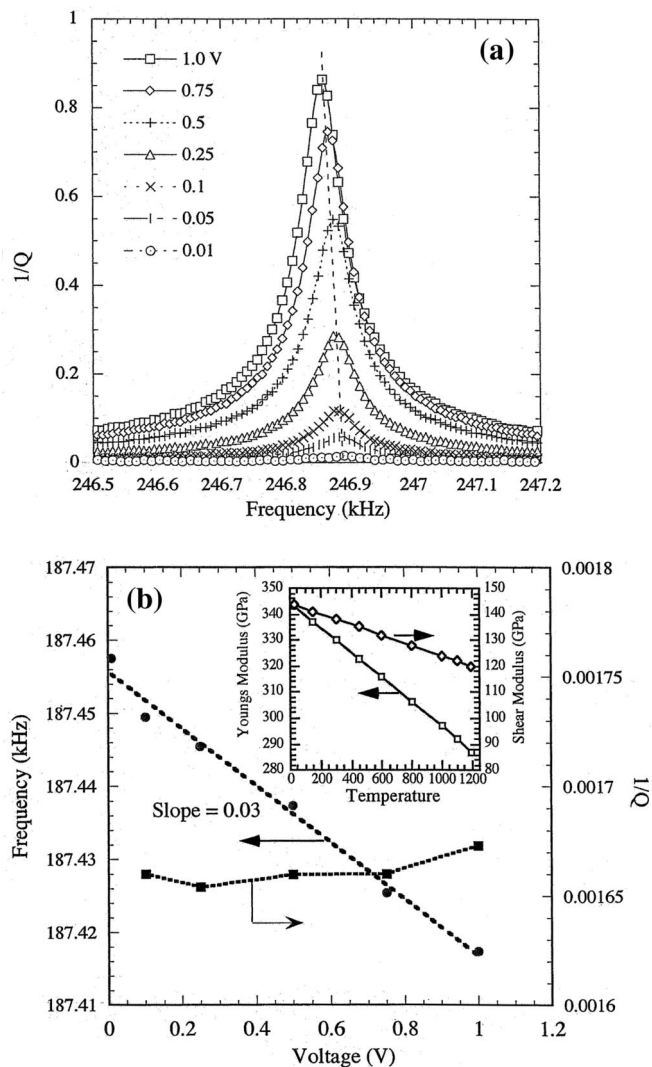 1
(a)
1.0 V
0.75
0.5
0.25
0.1
0.05
0.01
0.8
0.6
0.4
0.2
0
1/Q
246.5 246.6 246.7 246.8 246.9 247 247.1 247.2
Frequency (kHz)
(b)
187.47
187.46
187.45
187.44
187.43
187.42
187.41
Frequency (kHz)
0.0018
0.00175
0.0017
0.00165
0.0016
1/Q
350
340
330
320
310
300
290
280
Youngs Modulus (GPa)
150
140
130
120
110
100
90
80
Shear Modulus (GPa)
0 200 400 600 800 1000 1200
Temperature
Slope = 0.03
0 0.2 0.4 0.6 0.8 1 1.2
Voltage (V)